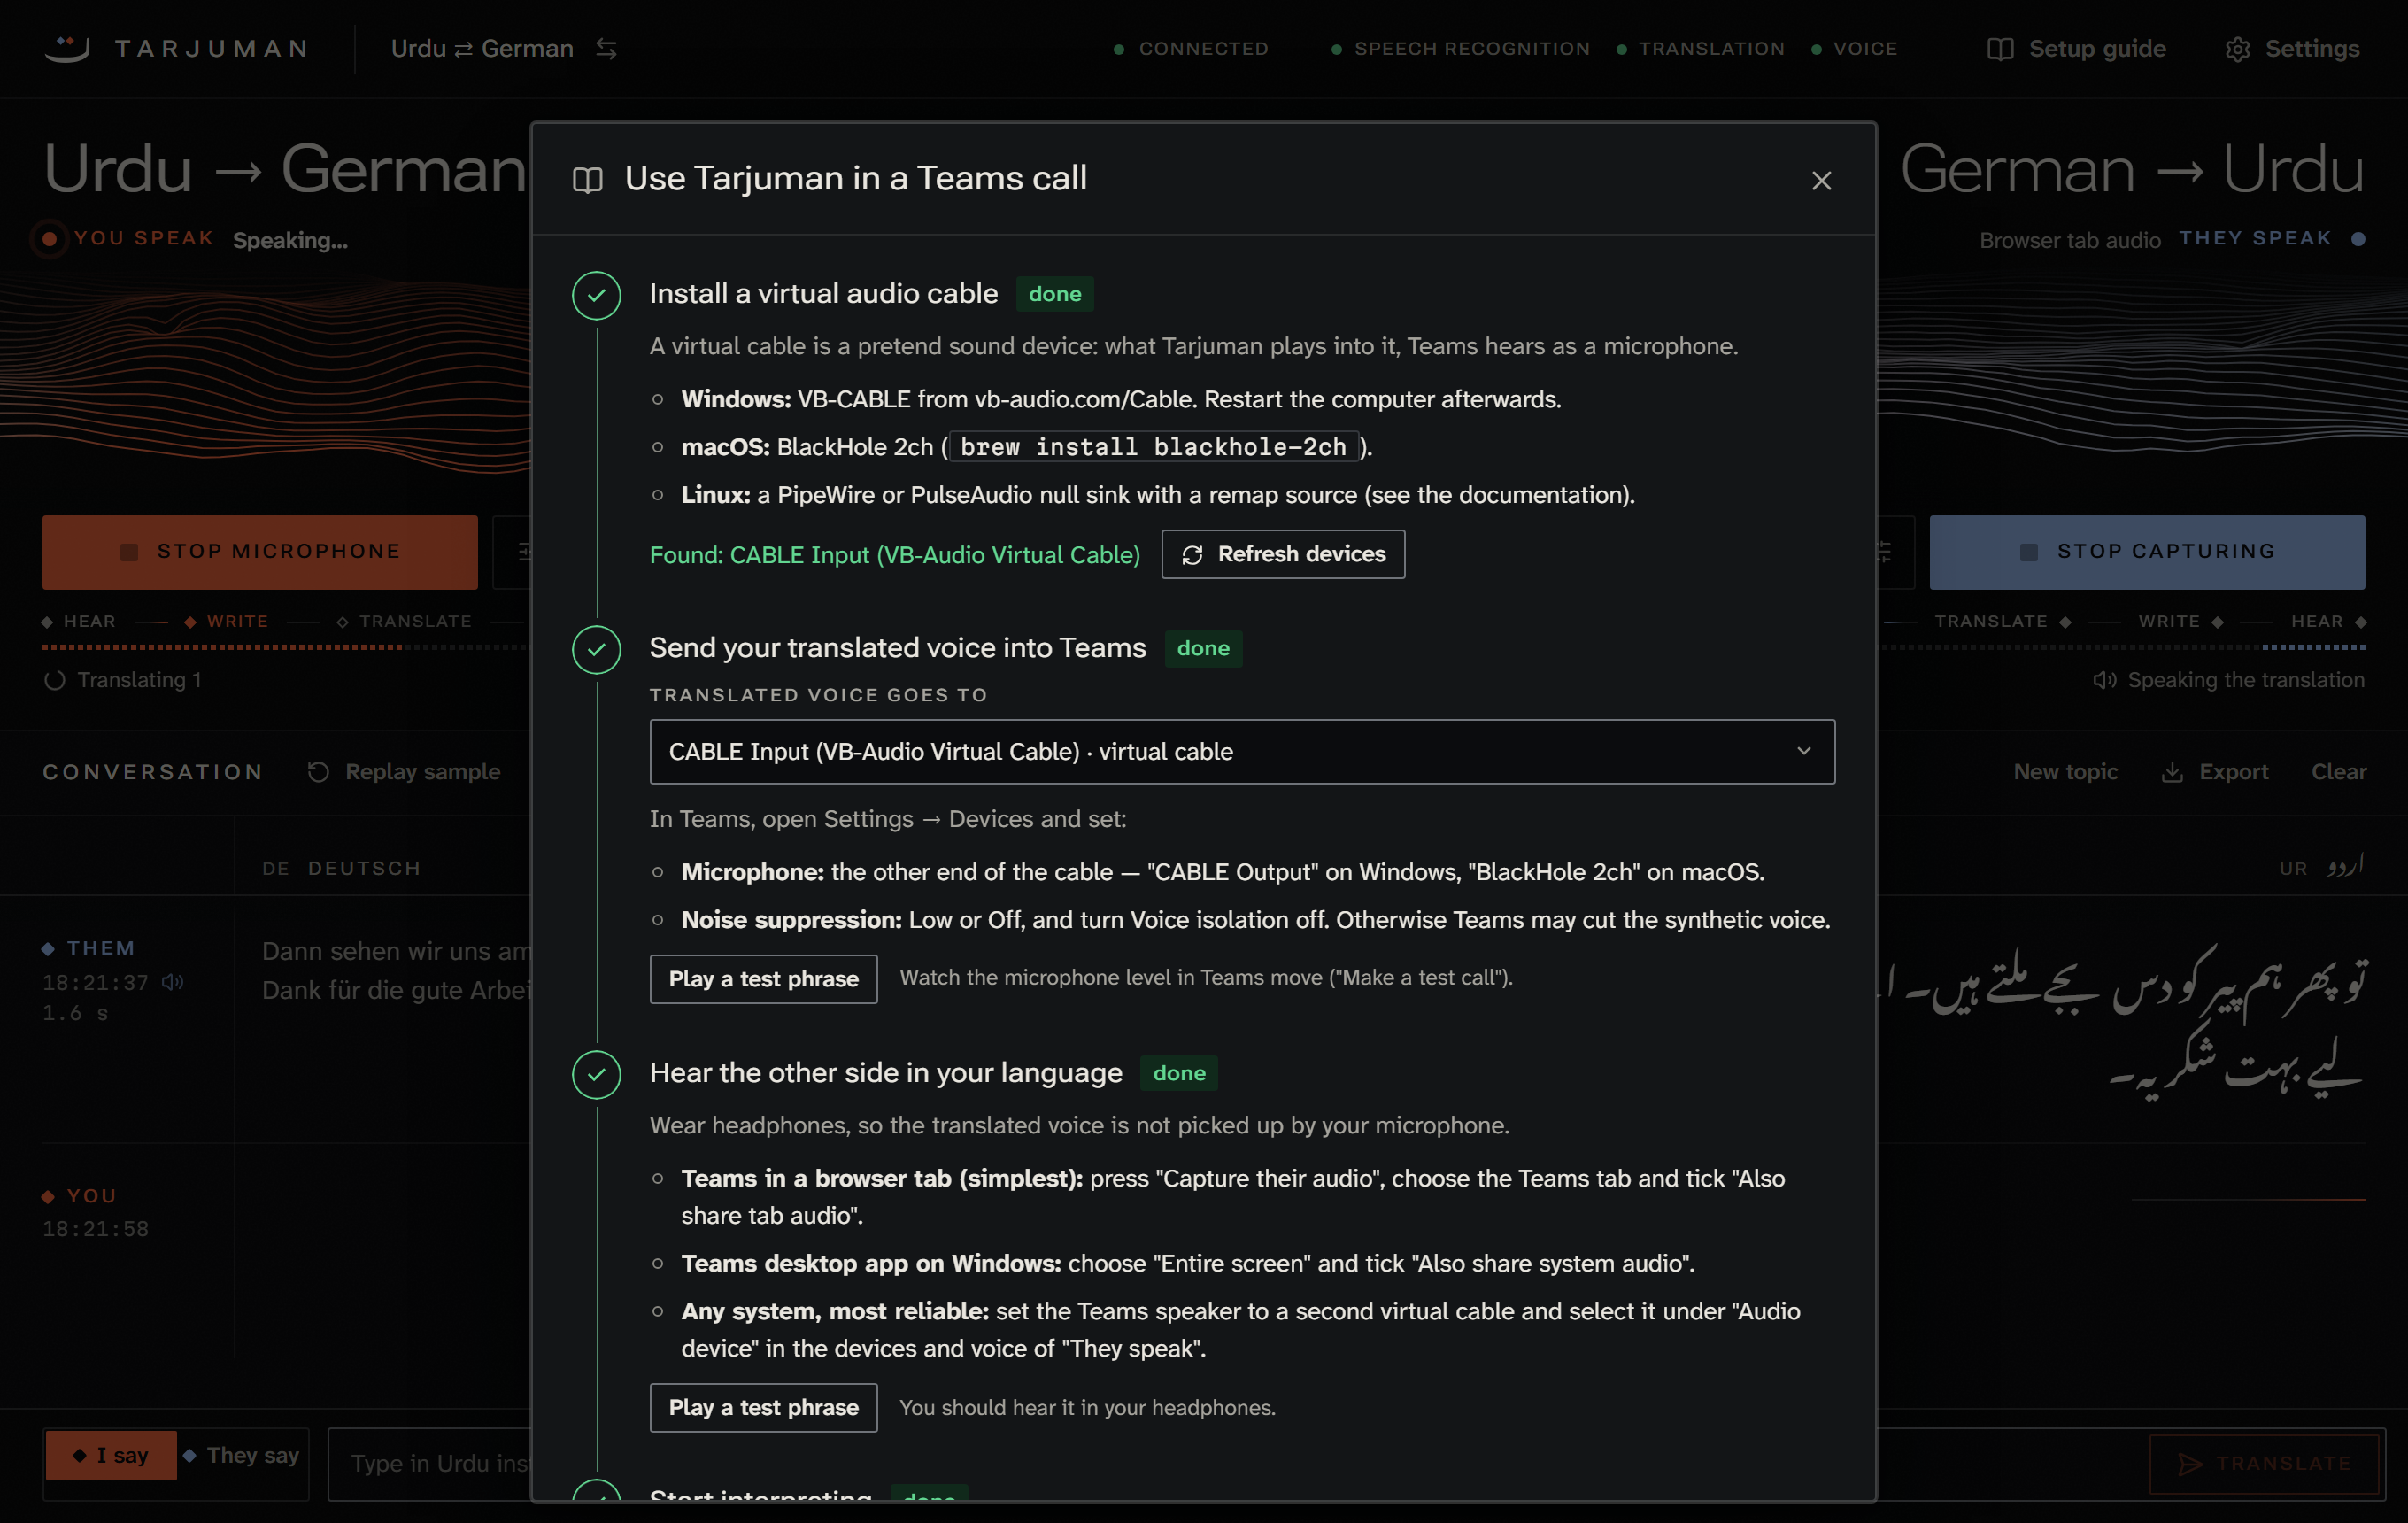 TARJUMAN
Urdu ⇄ German
CONNECTED
SPEECH RECOGNITION
TRANSLATION
VOICE
Setup guide
Settings
Urdu → German
German → Urdu
YOU SPEAK Speaking...
Browser tab audio THEY SPEAK
STOP MICROPHONE
STOP CAPTURING
HEAR WRITE TRANSLATE
TRANSLATE WRITE HEAR
Translating 1
Speaking the translation
CONVERSATION Replay sample
New topic Export Clear
DE DEUTSCH
UR اردو
THEM
18:21:37
1.6 s
Dann sehen wir uns am
Dank für die gute Arbei
تو پھر ہم پیر کو دس بجے ملتے ہیں۔
لیے بہت شکریہ۔
YOU
18:21:58
I say They say
Type in Urdu
TRANSLATE
Use Tarjuman in a Teams call
Install a virtual audio cable done
A virtual cable is a pretend sound device: what Tarjuman plays into it, Teams hears as a microphone.
Windows: VB-CABLE from vb-audio.com/Cable. Restart the computer afterwards.
macOS: BlackHole 2ch ( brew install blackhole-2ch ).
Linux: a PipeWire or PulseAudio null sink with a remap source (see the documentation).
Found: CABLE Input (VB-Audio Virtual Cable) Refresh devices
Send your translated voice into Teams done
TRANSLATED VOICE GOES TO
CABLE Input (VB-Audio Virtual Cable) · virtual cable
In Teams, open Settings → Devices and set:
Microphone: the other end of the cable — "CABLE Output" on Windows, "BlackHole 2ch" on macOS.
Noise suppression: Low or Off, and turn Voice isolation off. Otherwise Teams may cut the synthetic voice.
Play a test phrase Watch the microphone level in Teams move ("Make a test call").
Hear the other side in your language done
Wear headphones, so the translated voice is not picked up by your microphone.
Teams in a browser tab (simplest): press "Capture their audio", choose the Teams tab and tick "Also
share tab audio".
Teams desktop app on Windows: choose "Entire screen" and tick "Also share system audio".
Any system, most reliable: set the Teams speaker to a second virtual cable and select it under "Audio
device" in the devices and voice of "They speak".
Play a test phrase You should hear it in your headphones.
Start interpreting done